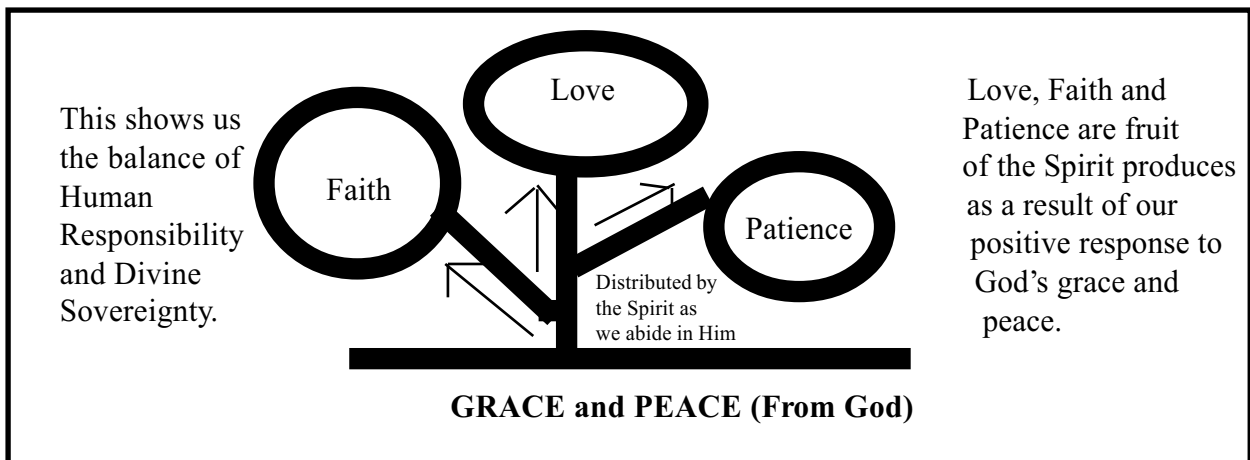 This shows us
the balance of
Human
Responsibility
and Divine
Sovereignty.
Faith
Love
Patience
Distributed by
the Spirit as
we abide in Him
GRACE and PEACE (From God)
Love, Faith and
Patience are fruit
of the Spirit produces
as a result of our
positive response to
God’s grace and
peace.